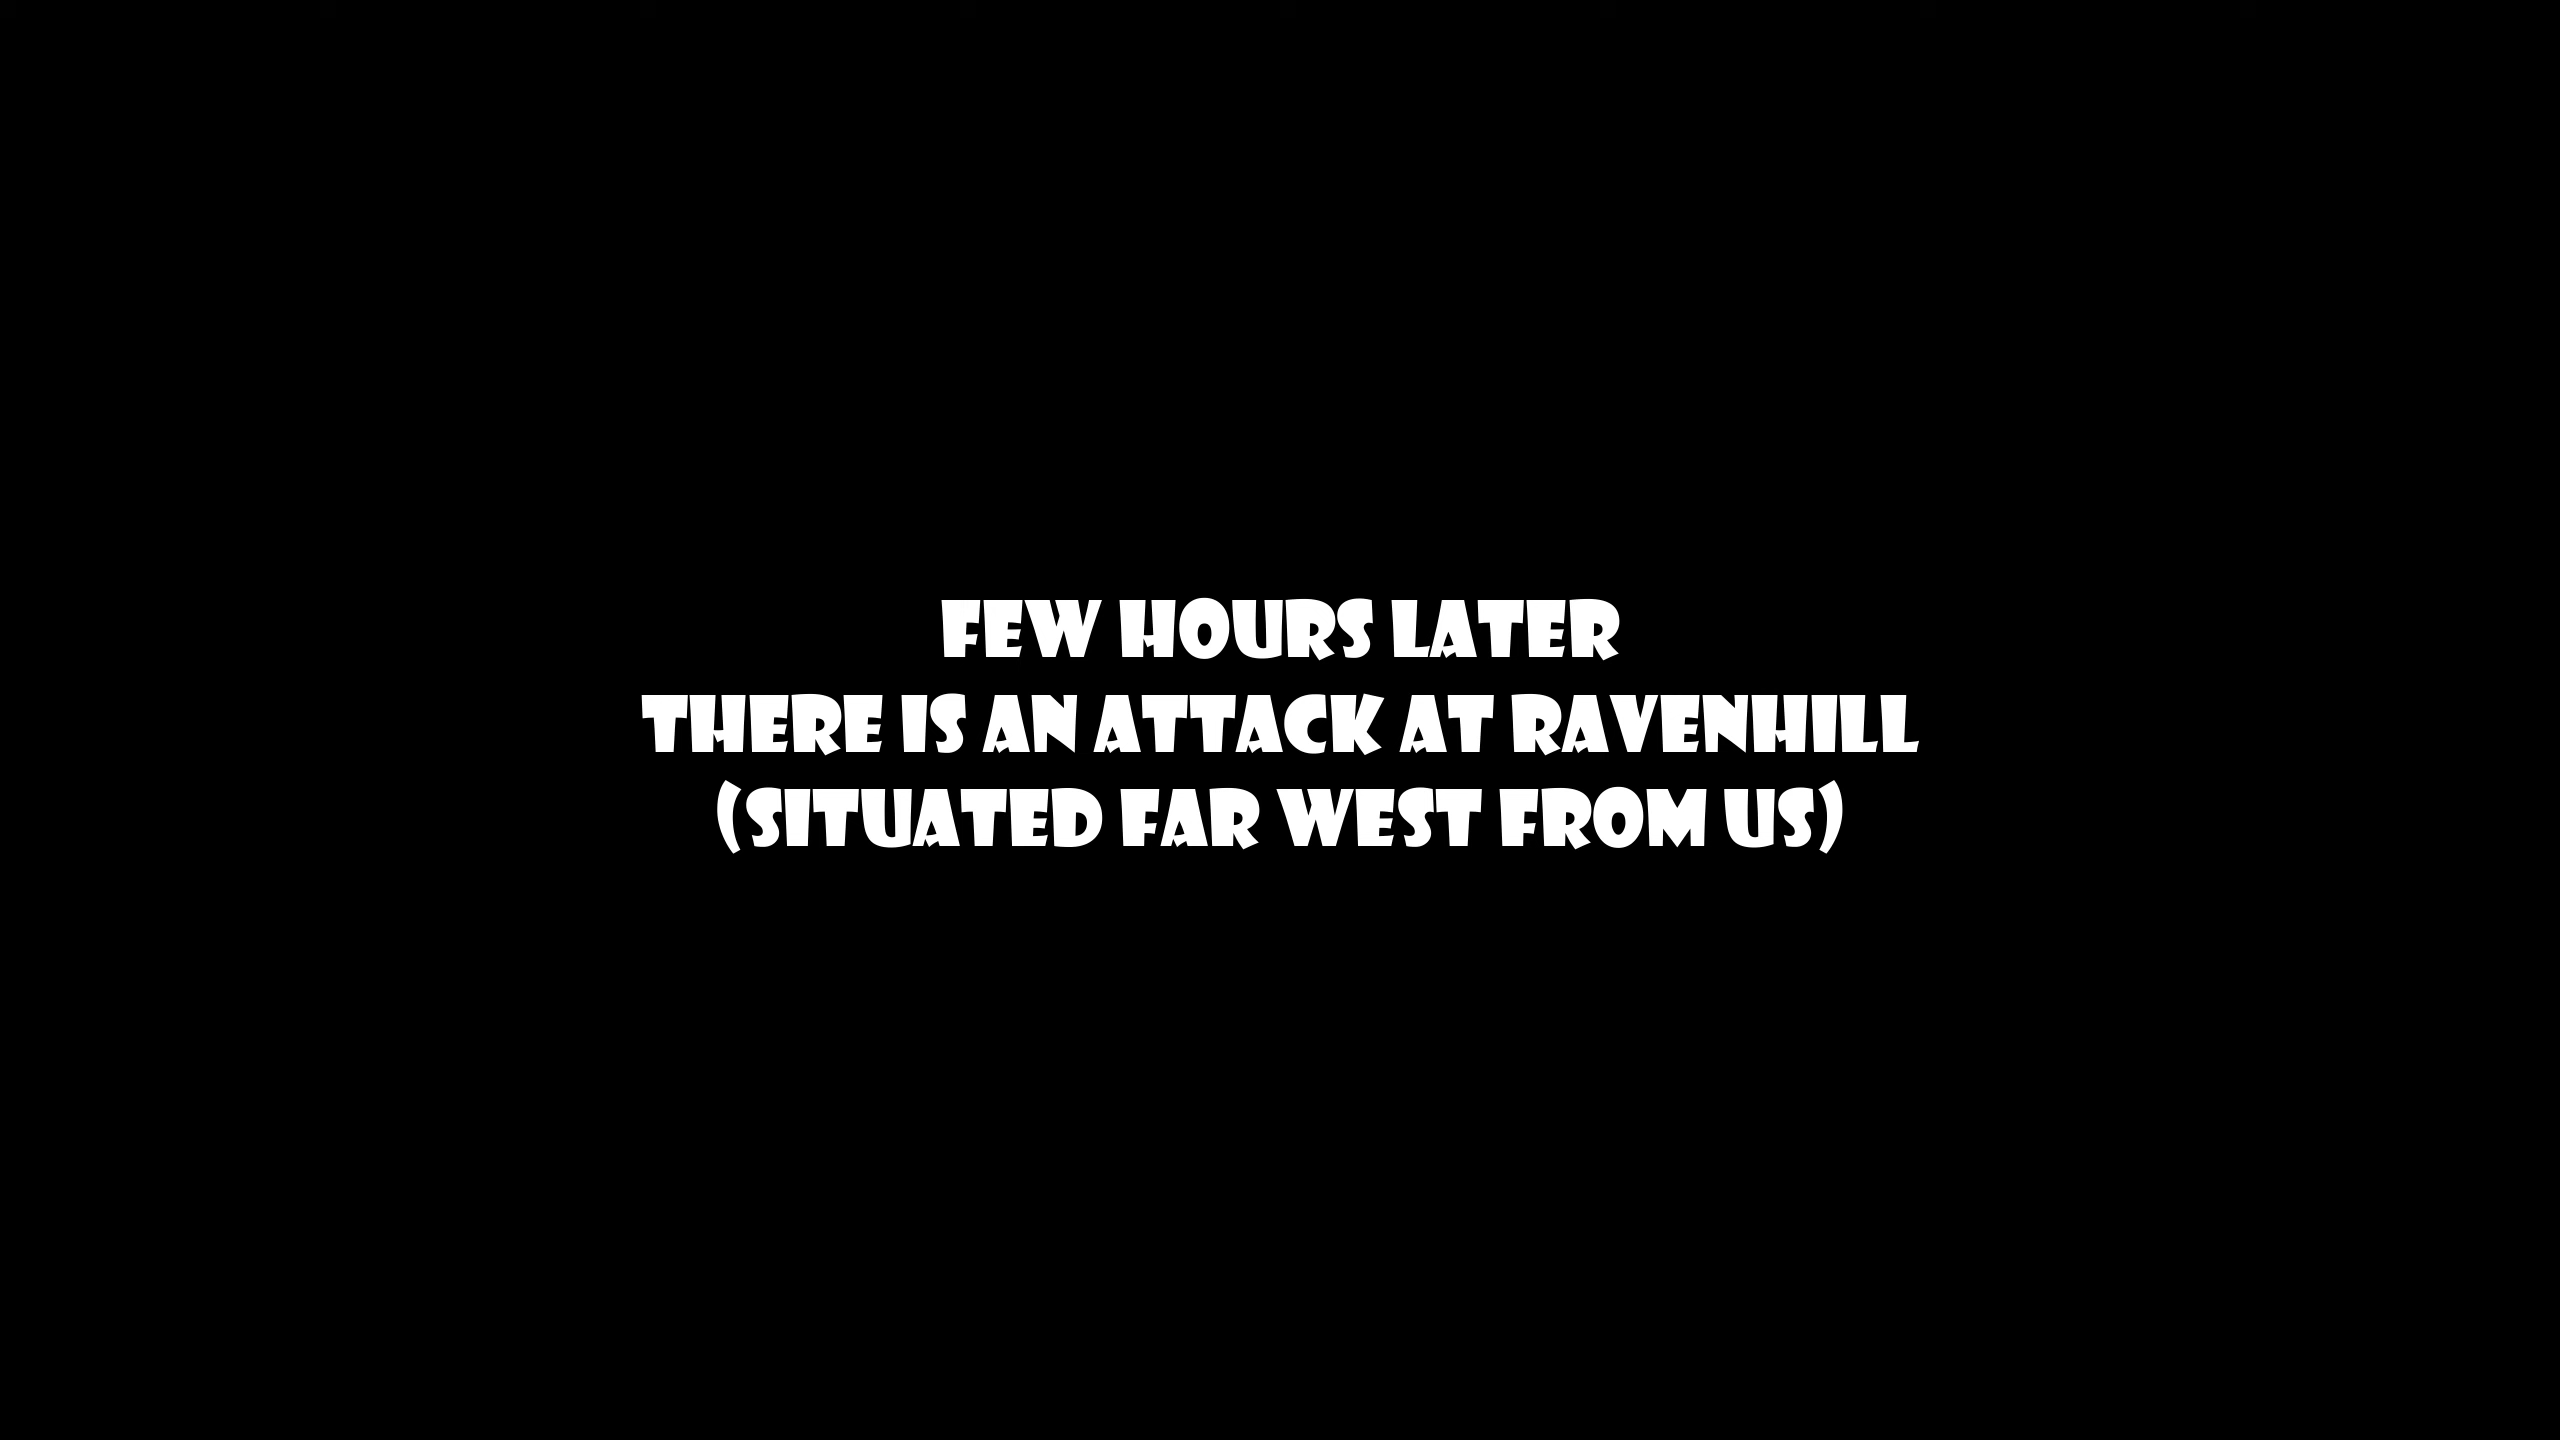 FEW HOURS LATER
THERE IS AN ATTACK AT RAVENHILL
(SITUATED FAR WEST FROM US)